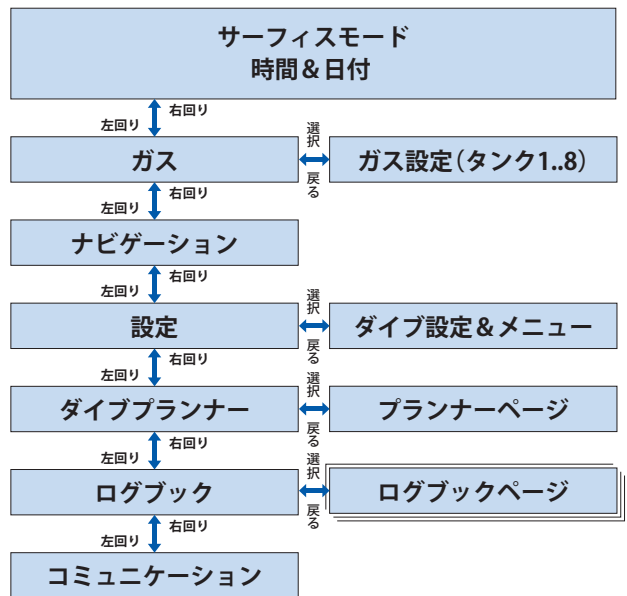 サーフィスモード
時間＆日付
左回り 右回り
ガス 選択 戻る ガス設定（タンク1..8）
左回り 右回り
ナビゲーション
左回り 右回り
設定 選択 戻る ダイブ設定＆メニュー
左回り 右回り
ダイブプランナー 選択 戻る プランナーページ
左回り 右回り
ログブック 選択 戻る ログブックページ
左回り 右回り
コミュニケーション